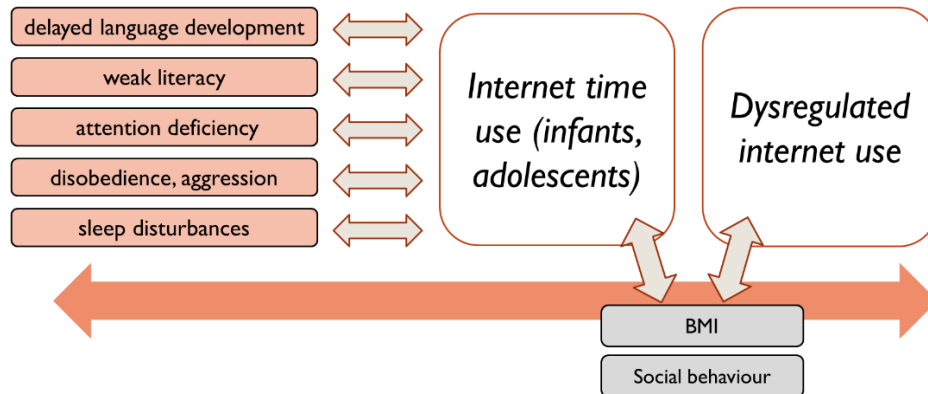 delayed language development
weak literacy
attention deficiency
disobedience, aggression
sleep disturbances
Internet time
use (infants,
adolescents)
Dysregulated
internet use
BMI
Social behaviour